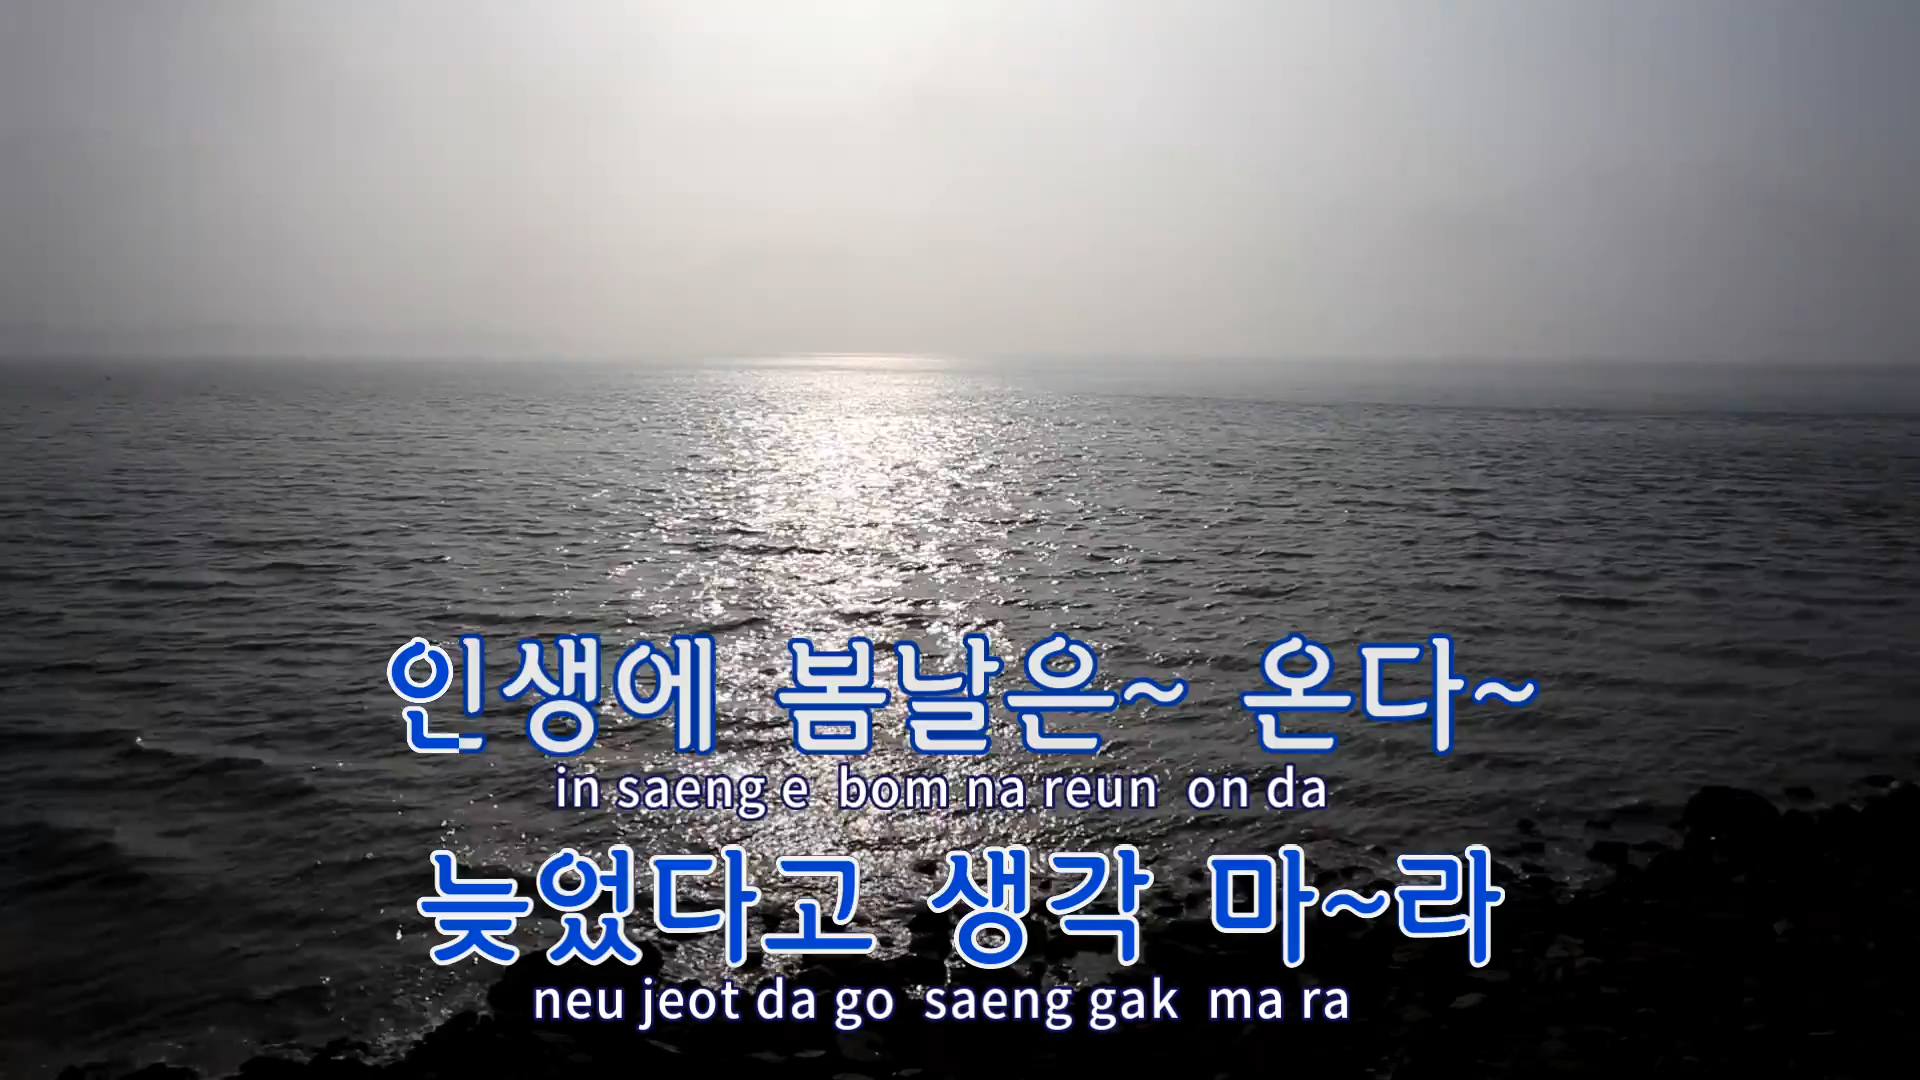 인생에 봄날은~ 온다~
in saeng e bom na reun on da
늦었다고 생각 마~라
neu jeot da go saeng gak ma ra